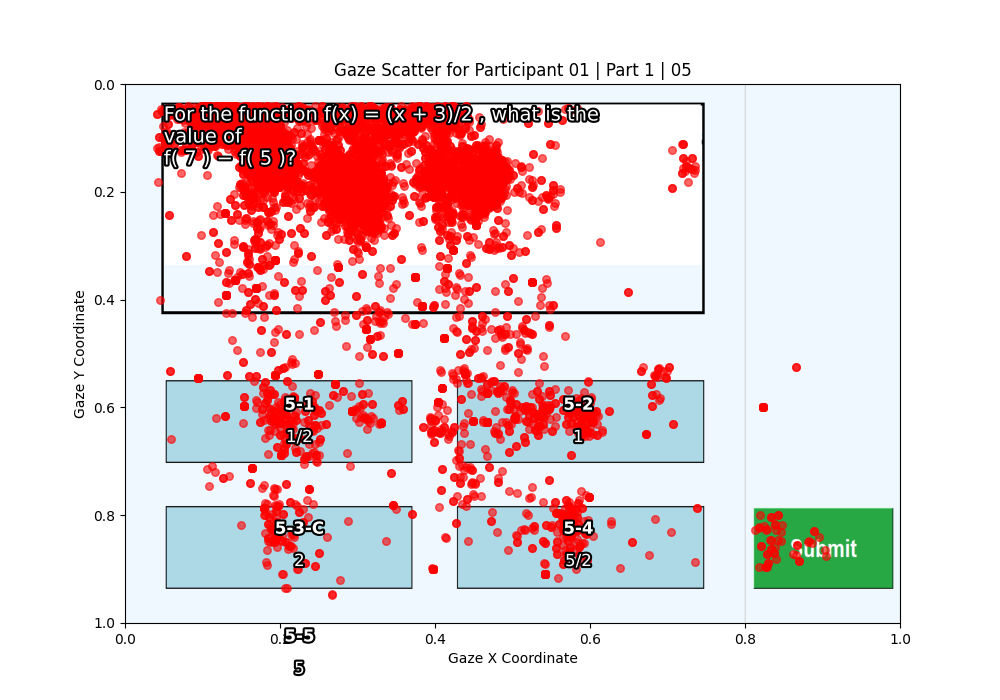 Gaze Scatter for Participant 01 | Part 1 | 05
For the function f(x) = (x + 3)/2 , what is the
value of
f( 7 ) − f( 5 )?
5-1
1/2
5-2
1
5-3-C
2
5-4
5/2
Submit
5-5
5
0.0
0.2
0.4
0.6
0.8
1.0
Gaze Y Coordinate
0.0
0.2
0.4
0.6
0.8
1.0
Gaze X Coordinate